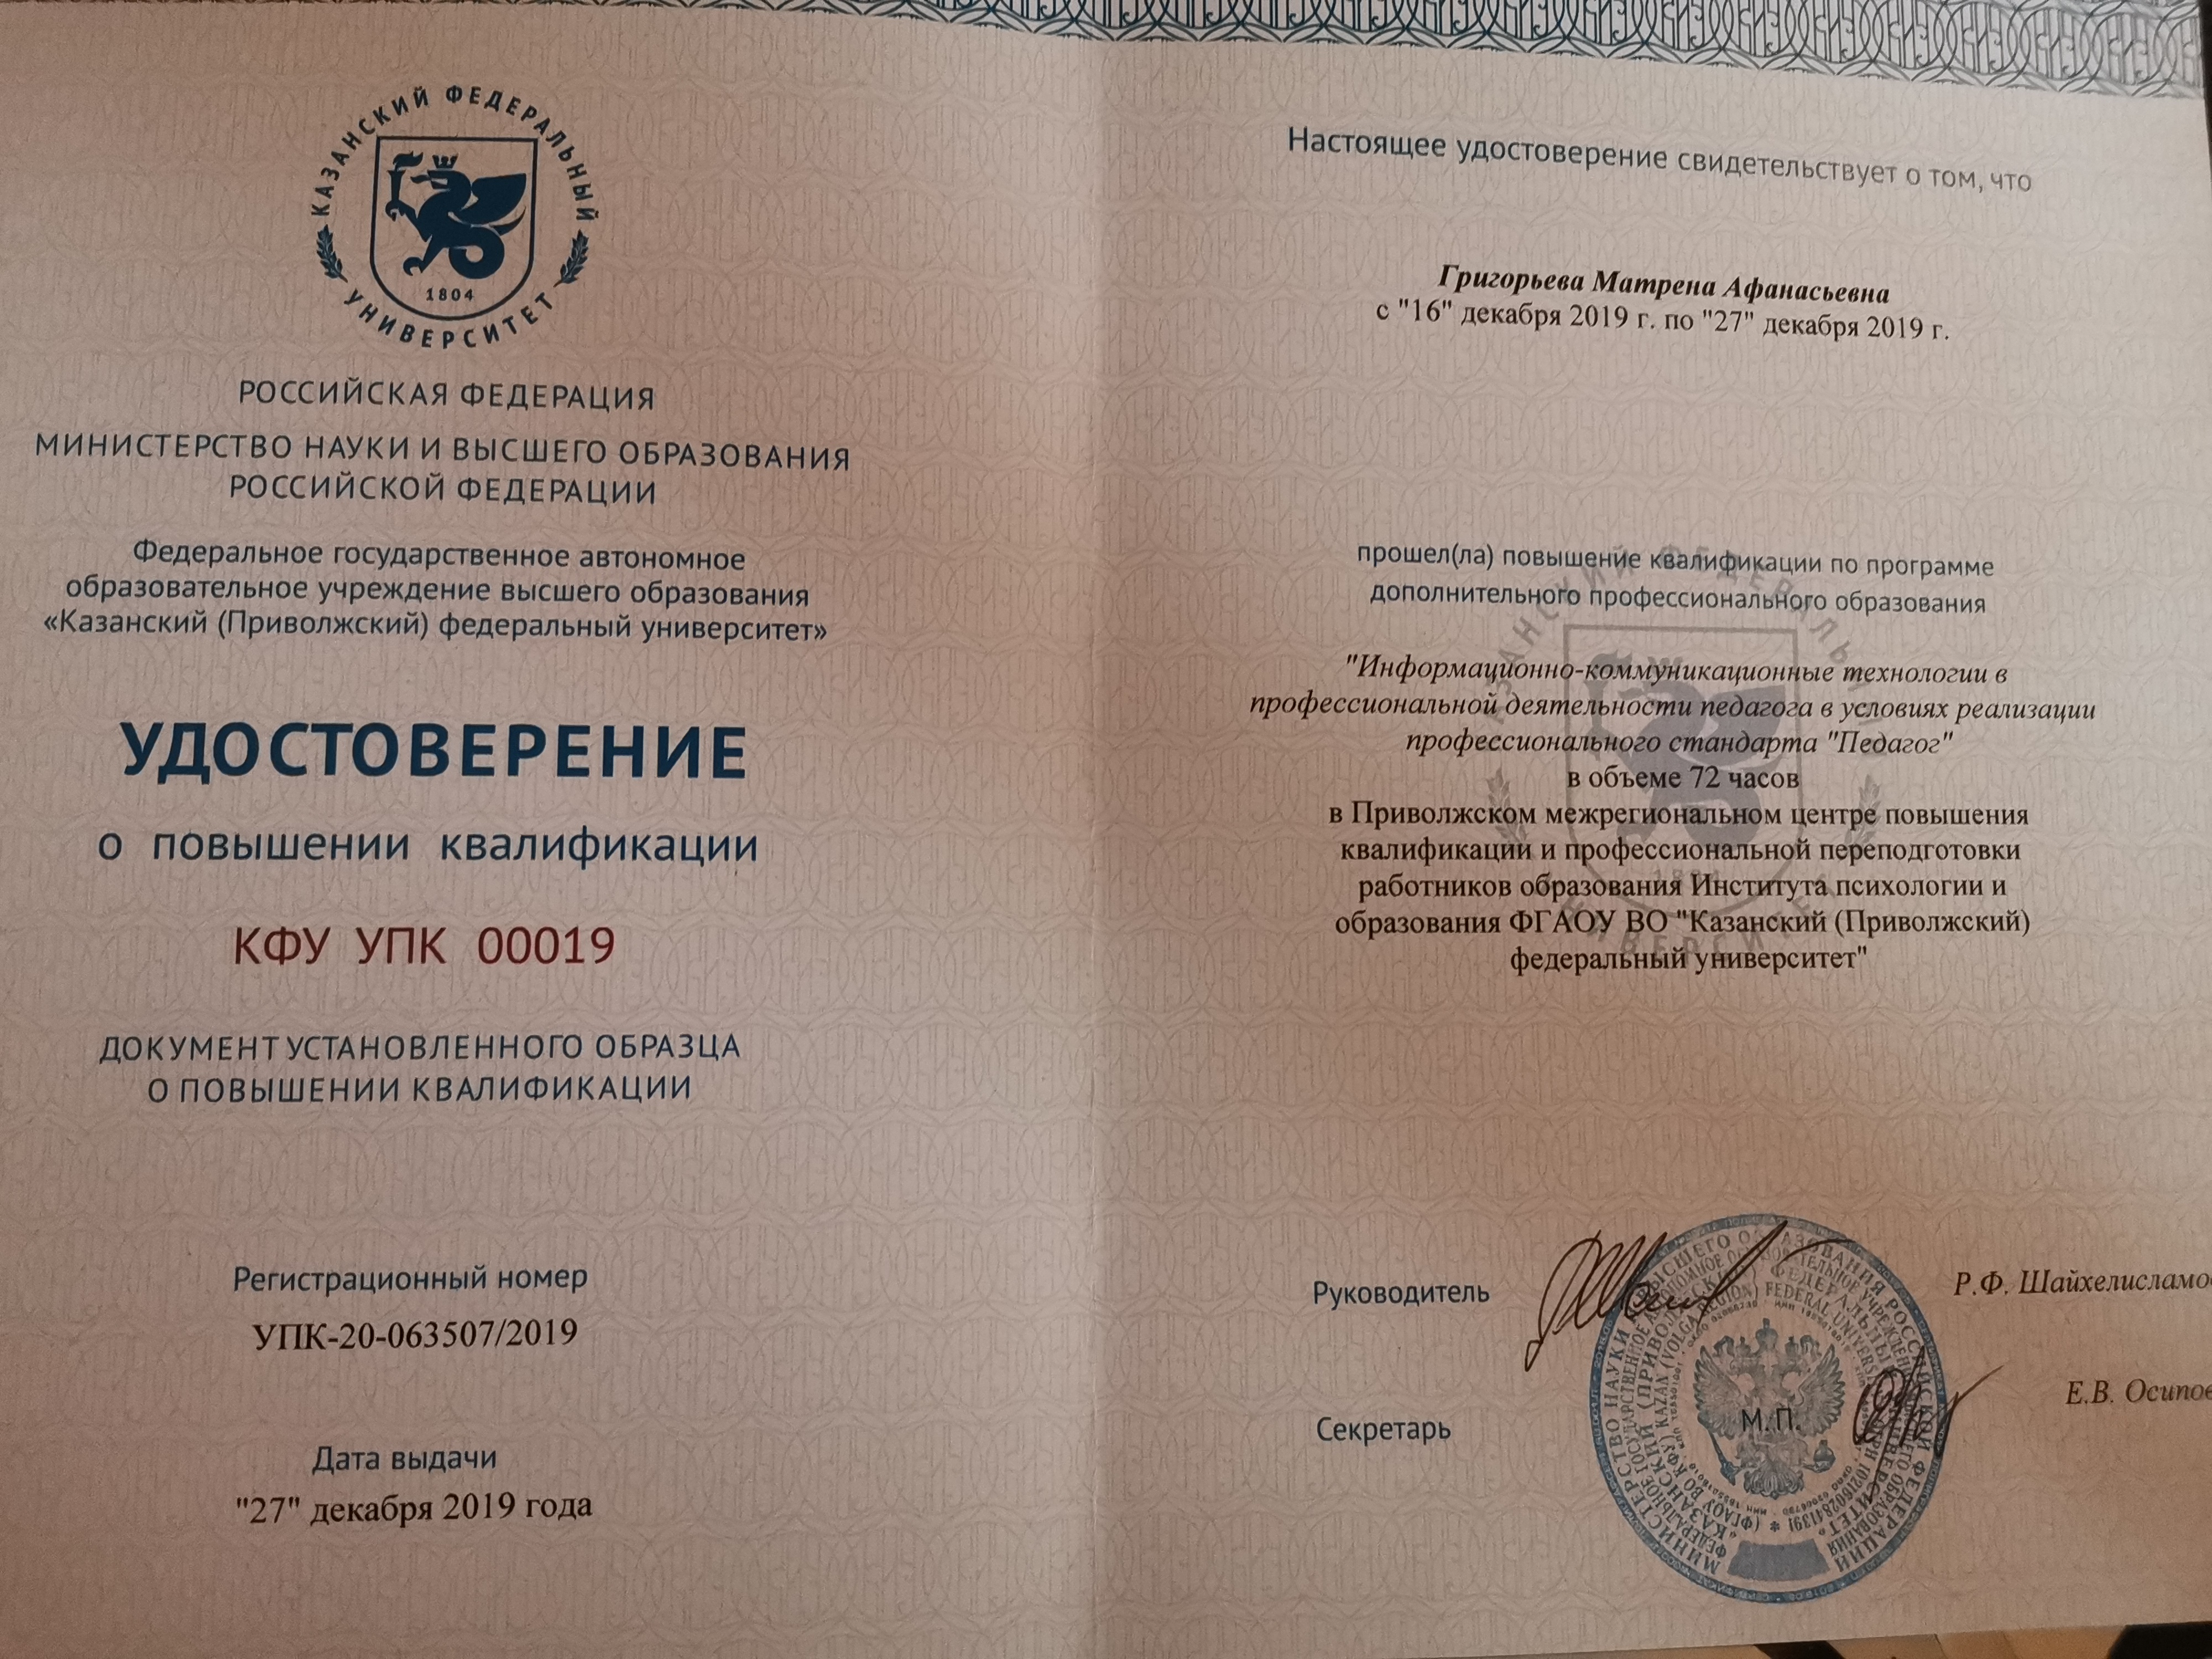 КАЗАНСКИЙ ФЕДЕРАЛЬНЫЙ
УНИВЕРСИТЕТ
1804
РОССИЙСКАЯ ФЕДЕРАЦИЯ
МИНИСТЕРСТВО НАУКИ И ВЫСШЕГО ОБРАЗОВАНИЯ
РОССИЙСКОЙ ФЕДЕРАЦИИ
Федеральное государственное автономное
образовательное учреждение высшего образования
«Казанский (Приволжский) федеральный университет»
УДОСТОВЕРЕНИЕ
о повышении квалификации
КФУ УПК 00019
ДОКУМЕНТ УСТАНОВЛЕННОГО ОБРАЗЦА
О ПОВЫШЕНИИ КВАЛИФИКАЦИИ
Регистрационный номер
УПК-20-063507/2019
Дата выдачи
"27" декабря 2019 года
Настоящее удостоверение свидетельствует о том, что
Григорьева Матрена Афанасьевна
с "16" декабря 2019 г. по "27" декабря 2019 г.
прошел(ла) повышение квалификации по программе
дополнительного профессионального образования
"Информационно-коммуникационные технологии в
профессиональной деятельности педагога в условиях реализации
профессионального стандарта "Педагог"
в объеме 72 часов
в Приволжском межрегиональном центре повышения
квалификации и профессиональной переподготовки
работников образования Института психологии и
образования ФГАОУ ВО "Казанский (Приволжский)
федеральный университет"
Руководитель
Р.Ф. Шайхелисламо
Секретарь
М.П.
Е.В. Осипов